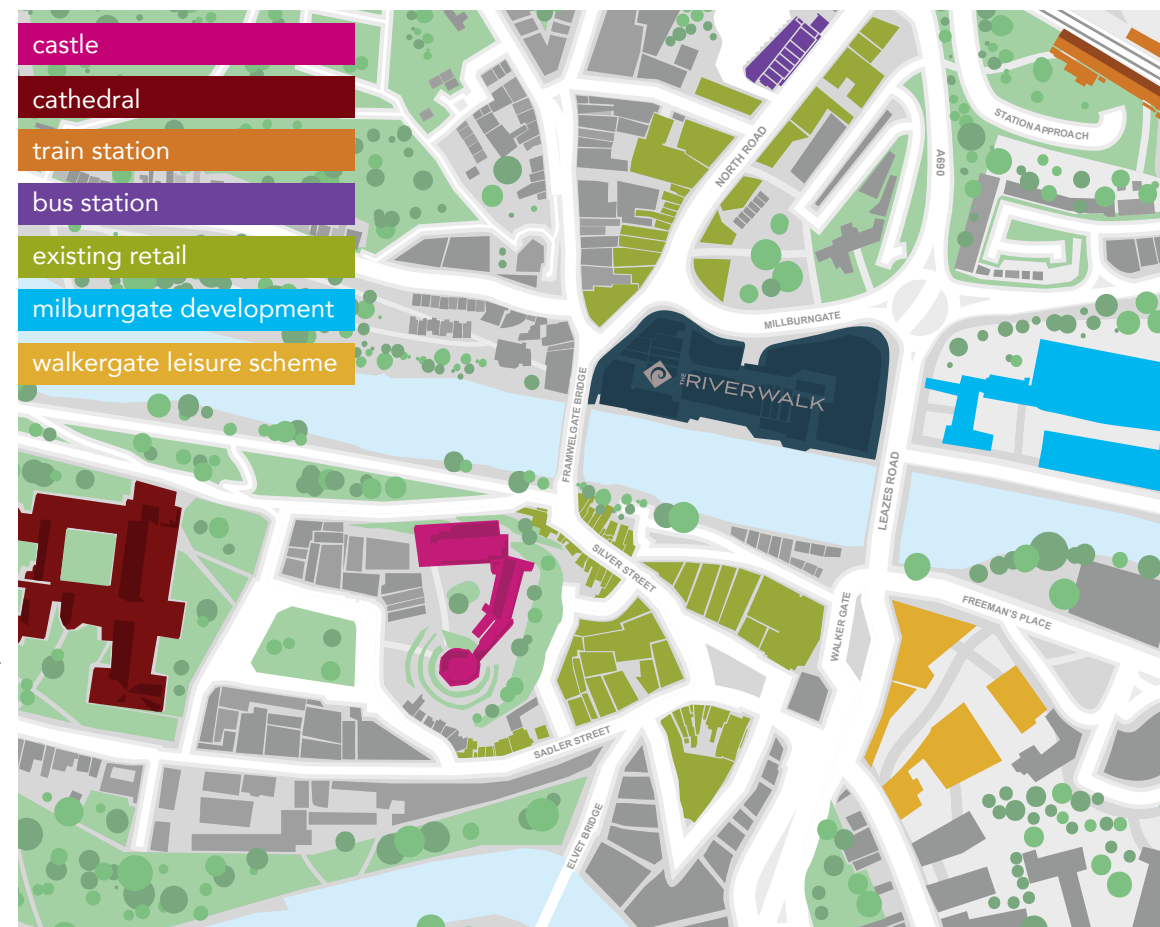 castle
cathedral
train station
bus station
existing retail
milburngate development
walkergate leisure scheme
STATION APPROACH
A690
NORTH ROAD
MILLBURNGATE
THE RIVERWALK
FRAMWELGATE BRIDGE
LEAZES ROAD
SILVER STREET
WALKER GATE
FREEMAN'S PLACE
SADLER STREET
ELVET BRIDGE